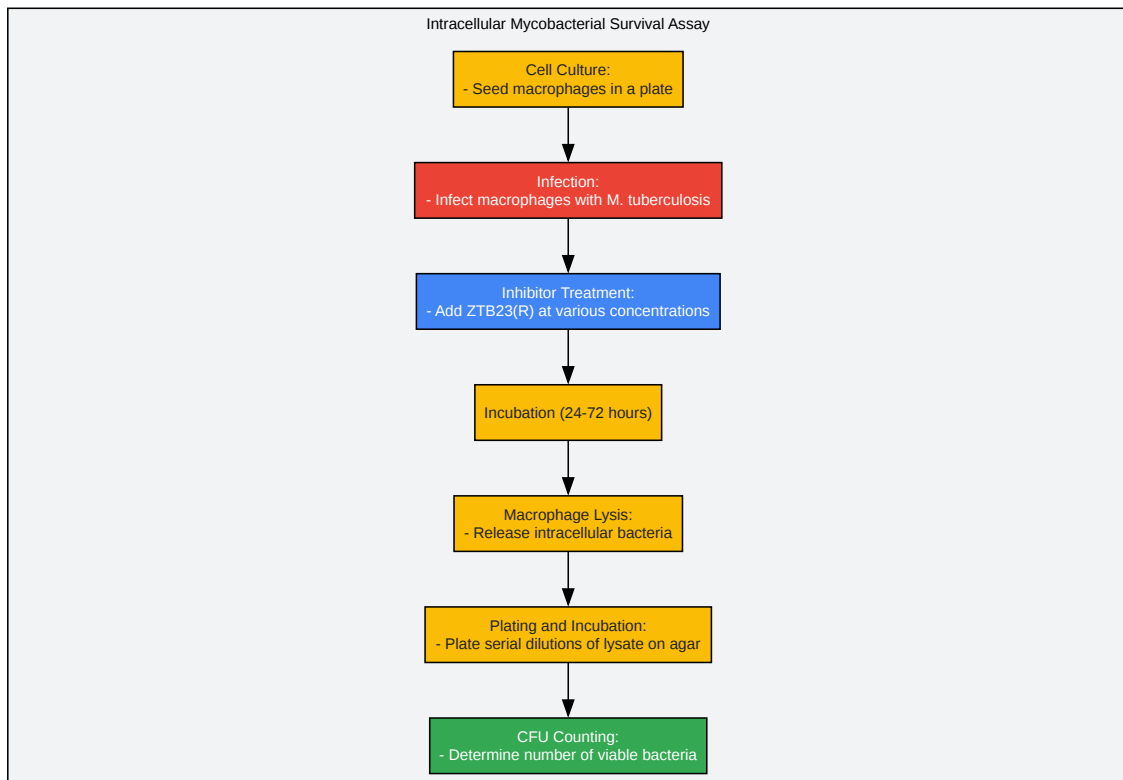 Intracellular Mycobacterial Survival Assay
Cell Culture:
- Seed macrophages in a plate
Infection:
- Infect macrophages with M. tuberculosis
Inhibitor Treatment:
- Add ZTB23(R) at various concentrations
Incubation (24-72 hours)
Macrophage Lysis:
- Release intracellular bacteria
Plating and Incubation:
- Plate serial dilutions of lysate on agar
CFU Counting:
- Determine number of viable bacteria